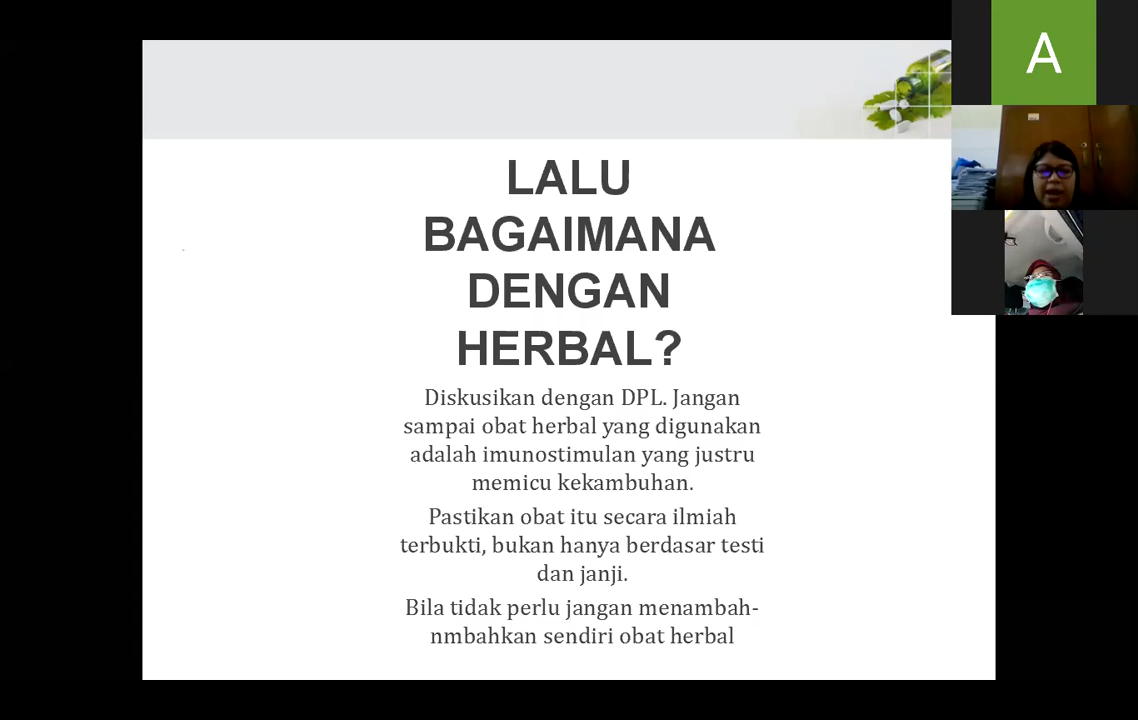 A
LALU
BAGAIMANA
DENGAN
HERBAL?
Diskusikan dengan DPL. Jangan
sampai obat herbal yang digunakan
adalah imunostimulan yang justru
memicu kekambuhan.
Pastikan obat itu secara ilmiah
terbukti, bukan hanya berdasar testi
dan janji.
Bila tidak perlu jangan menambah-
nmbahkan sendiri obat herbal